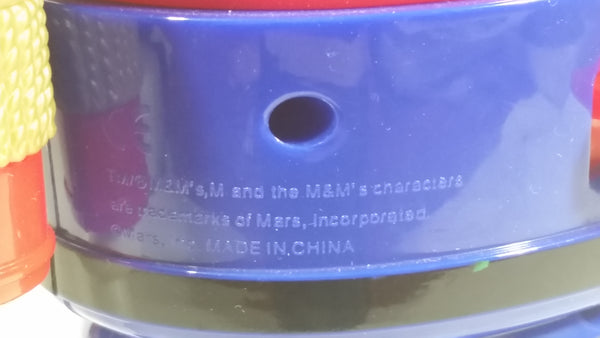 TM/® M&M's, M and the M&M's characters
are trademarks of Mars, Incorporated.
©Mars, Inc. MADE IN CHINA